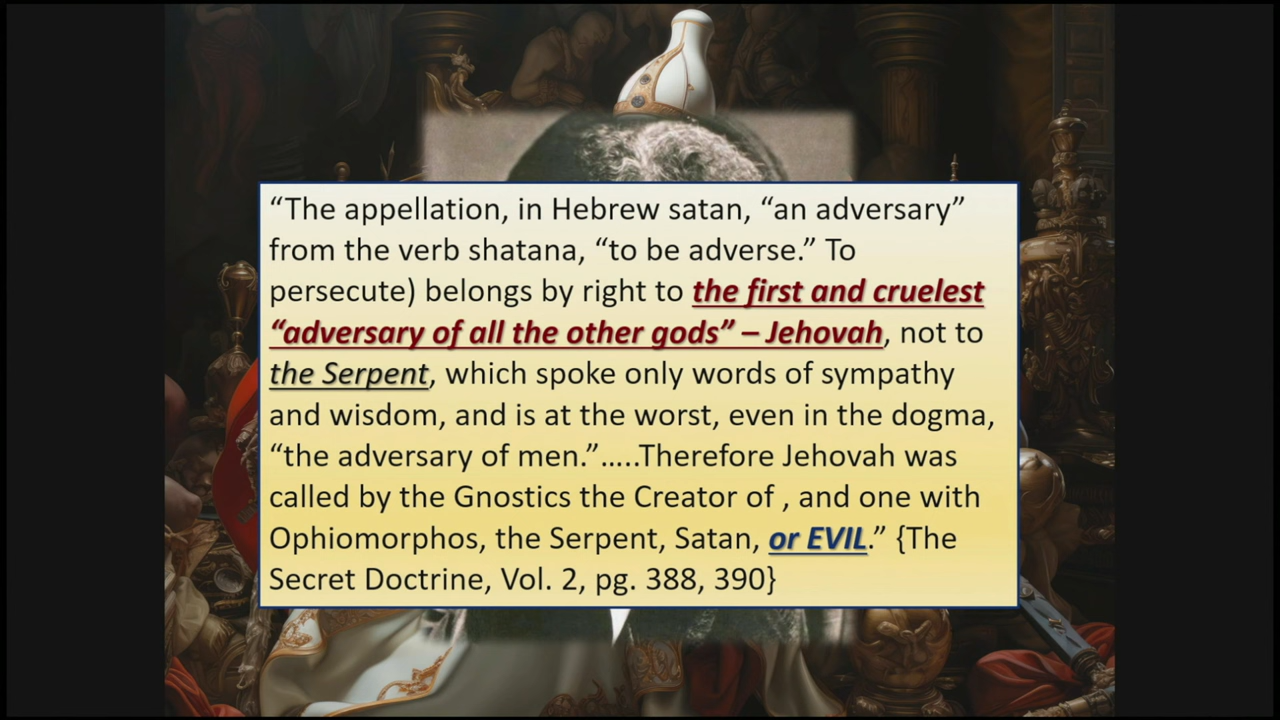 “The appellation, in Hebrew satan, “an adversary”
from the verb shatana, “to be adverse.” To
persecute) belongs by right to the first and cruelest
“adversary of all the other gods” – Jehovah, not to
the Serpent, which spoke only words of sympathy
and wisdom, and is at the worst, even in the dogma,
“the adversary of men.”…..Therefore Jehovah was
called by the Gnostics the Creator of , and one with
Ophiomorphos, the Serpent, Satan, or EVIL.” {The
Secret Doctrine, Vol. 2, pg. 388, 390}